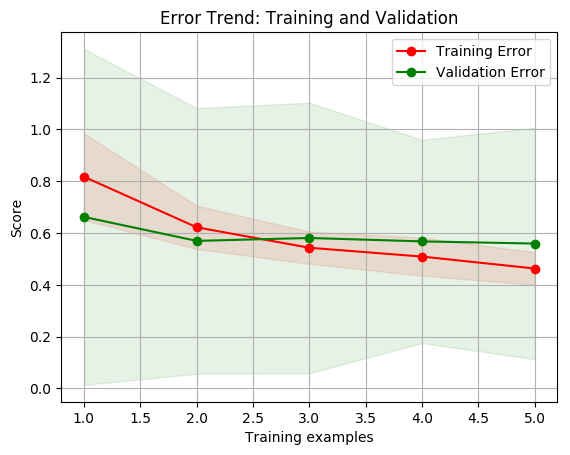 Error Trend: Training and Validation
Training Error
Validation Error
Score
1.2
1.0
0.8
0.6
0.4
0.2
0.0
1.0 1.5 2.0 2.5 3.0 3.5 4.0 4.5 5.0
Training examples